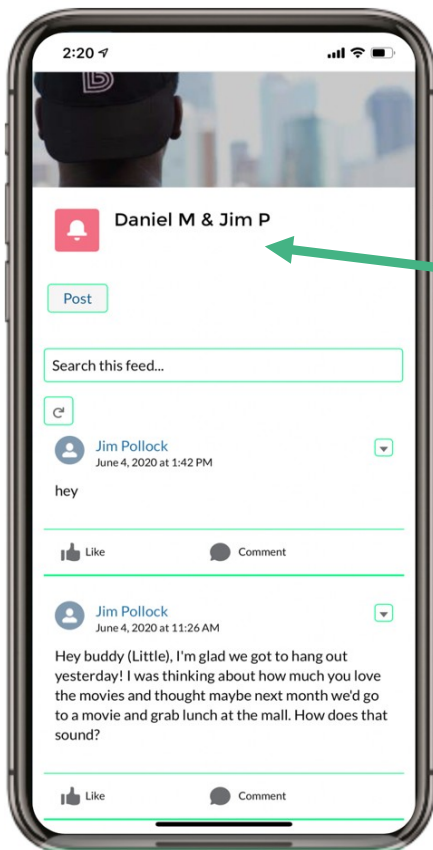 2:20
Daniel M & Jim P
Post
Search this feed...
Jim Pollock
June 4, 2020 at 1:42 PM
hey
Like Comment
Jim Pollock
June 4, 2020 at 11:26 AM
Hey buddy (Little), I'm glad we got to hang out
yesterday! I was thinking about how much you love
the movies and thought maybe next month we'd go
to a movie and grab lunch at the mall. How does that
sound?
Like Comment